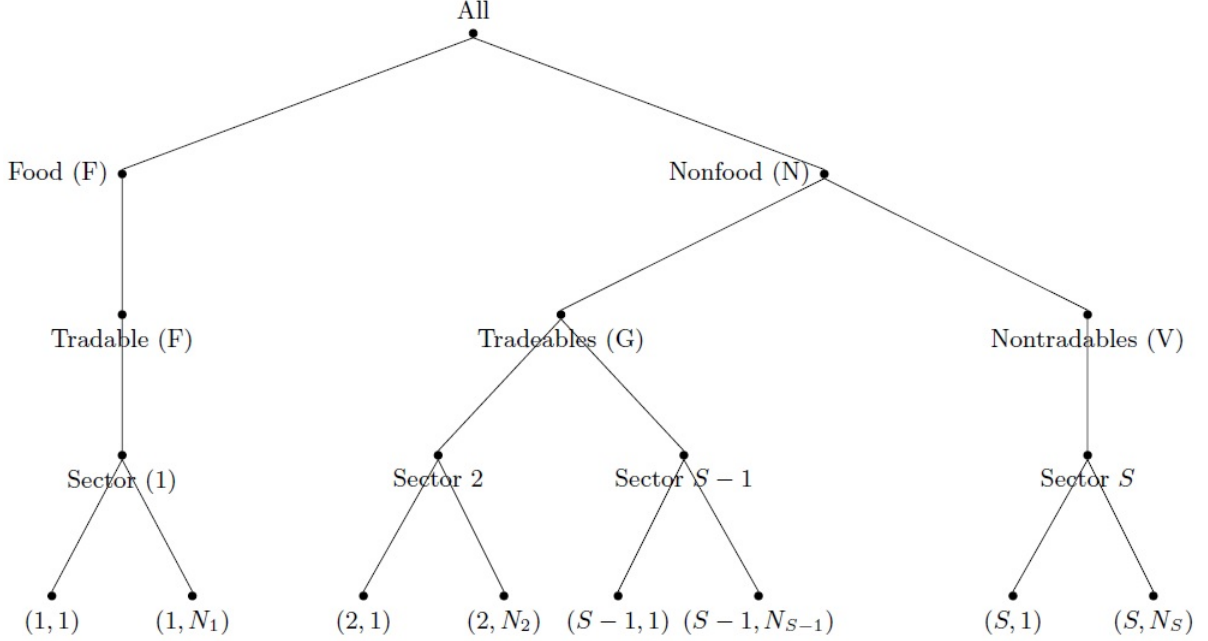 All
Food (F)
Nonfood (N)
Tradable (F)
Tradeables (G)
Nontradables (V)
Sector (1)
Sector 2
Sector S − 1
Sector S
(1, 1)
(1, N₁)
(2, 1)
(2, N₂)
(S − 1, 1)
(S − 1, N_{S−1})
(S, 1)
(S, N_S)